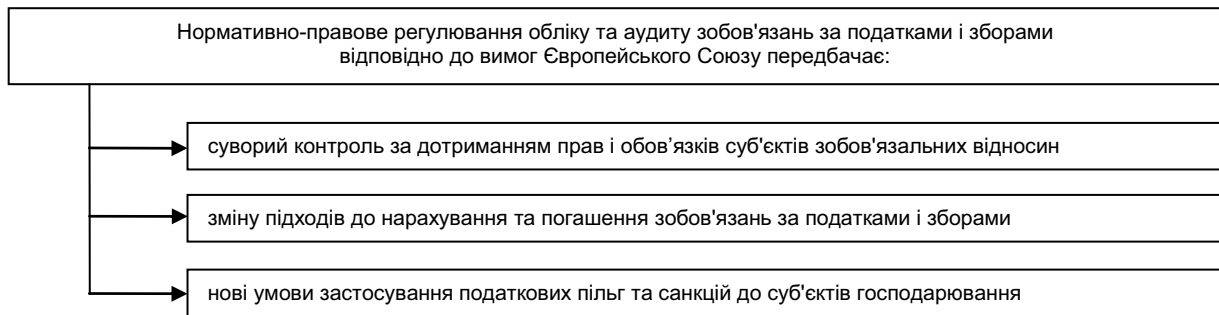 Нормативно-правове регулювання обліку та аудиту зобов'язань за податками і зборами
відповідно до вимог Європейського Союзу передбачає:
суворий контроль за дотриманням прав і обов’язків суб'єктів зобов'язальних відносин
зміну підходів до нарахування та погашення зобов'язань за податками і зборами
нові умови застосування податкових пільг та санкцій до суб'єктів господарювання